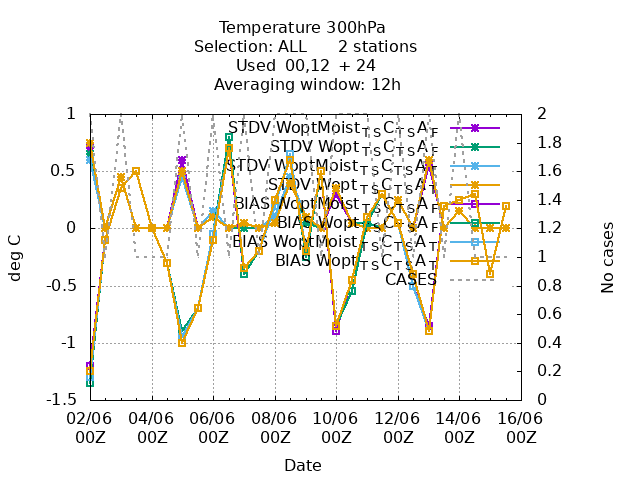 Temperature 300hPa
Selection: ALL 2 stations
Used 00,12 + 24
Averaging window: 12h
STDV WoptMoist_TS C_TS A_F
STDV Wopt_TS C_TS A_F
STDV WoptMoist_TS C_TS A_T
STDV Wopt_TS C_TS A_T
BIAS WoptMoist_TS C_TS A_F
BIAS Wopt_TS C_TS A_F
BIAS WoptMoist_TS C_TS A_T
BIAS Wopt_TS C_TS A_T
CASES
deg C
1
0.5
0
-0.5
-1
-1.5
No cases
2
1.8
1.6
1.4
1.2
1
0.8
0.6
0.4
0.2
0
02/06 04/06 06/06 08/06 10/06 12/06 14/06 16/06
00Z 00Z 00Z 00Z 00Z 00Z 00Z 00Z
Date